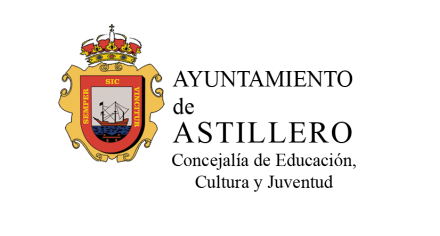 SEMPER SIC VINCITUR
AYUNTAMIENTO
de
ASTILLERO
Concejalía de Educación,
Cultura y Juventud